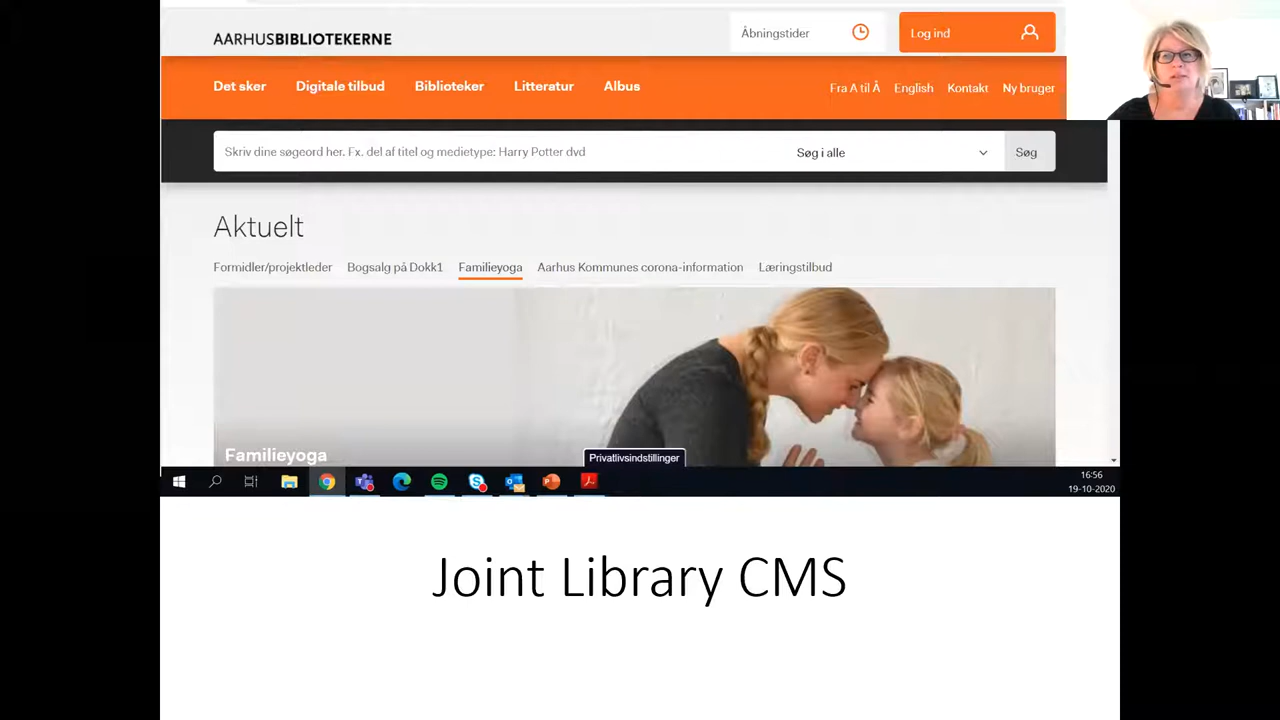 AARHUSBIBLIOTEKERNE
Åbningstider
Log ind
Det sker Digitale tilbud Biblioteker Litteratur Albus
Fra A til Å English Kontakt Ny bruger
Skriv dine søgeord her. Fx. del af titel og medietype: Harry Potter dvd
Søg i alle
Søg
Aktuelt
Formidler/projektleder Bogsalg på Dokk1 Familieyoga Aarhus Kommunes corona-information Læringstilbud
Familieyoga
Privatlivsindstillinger
16:56
19-10-2020
Joint Library CMS